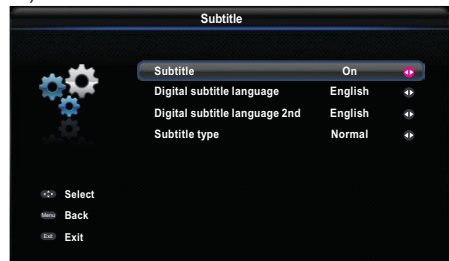 Subtitle
Subtitle On
Digital subtitle language English
Digital subtitle language 2nd English
Subtitle type Normal
Select
Menu Back
Exit Exit